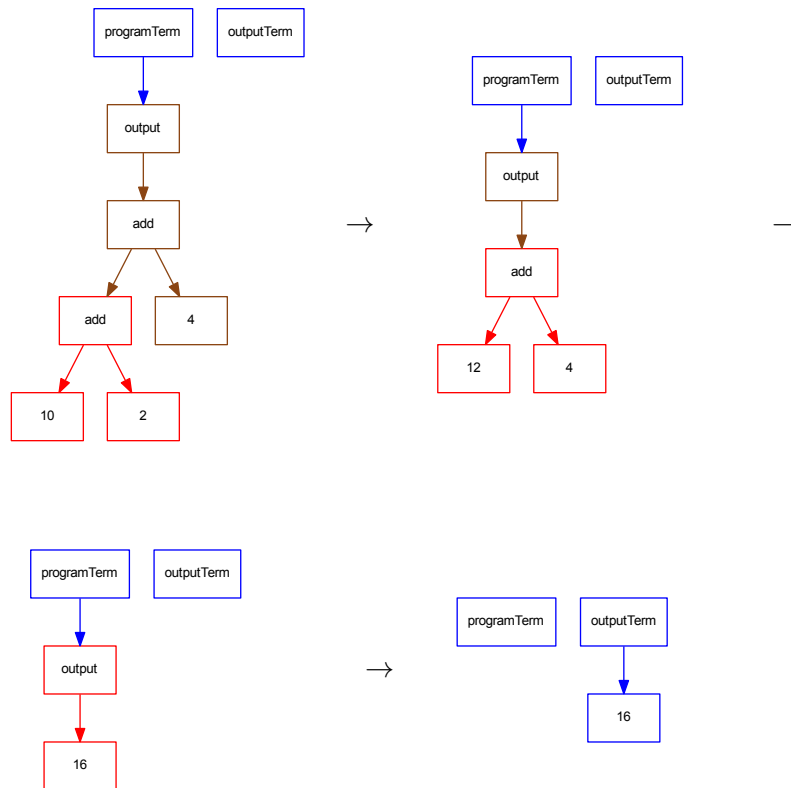 programTerm outputTerm
output
add
add 4
10 2
→
programTerm outputTerm
output
add
12 4
programTerm outputTerm
output
16
→
programTerm outputTerm
16